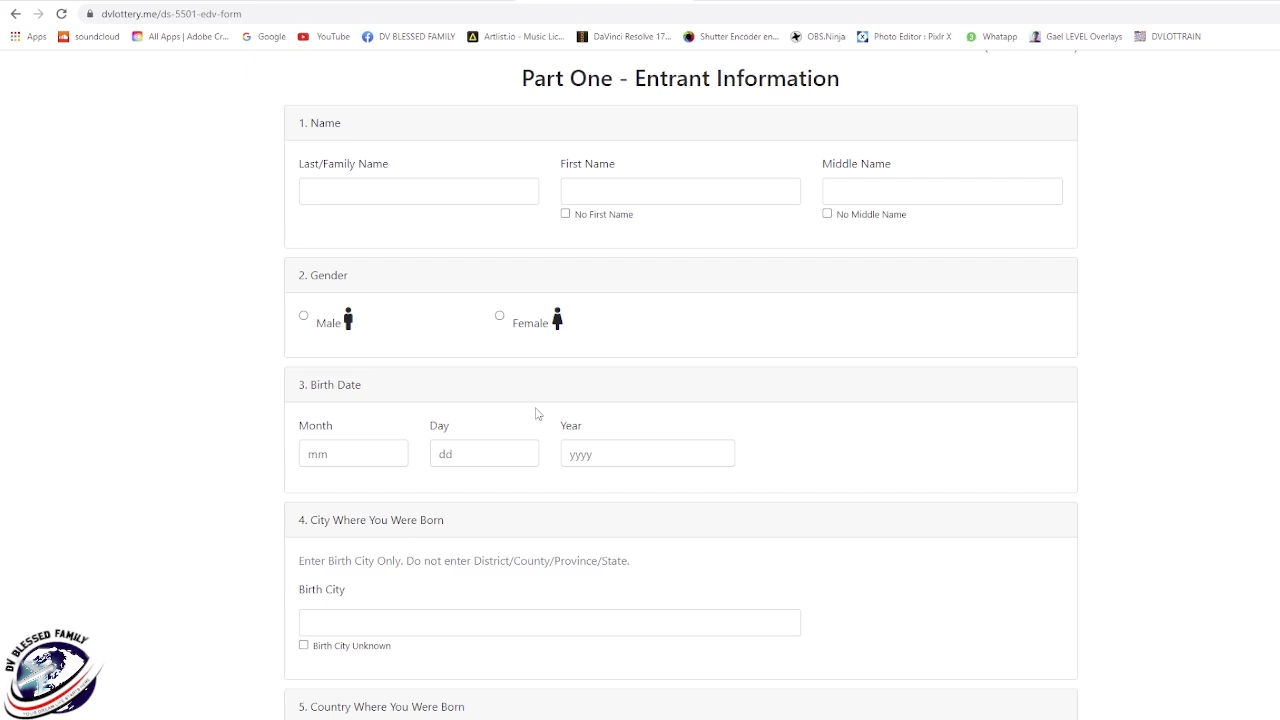 dvlottery.me/ds-5501-edv-form
Apps soundcloud All Apps | Adobe Cr... Google YouTube DV BLESSED FAMILY Artlist.io - Music Lic... DaVinci Resolve 17... Shutter Encoder en... OBS.Ninja Photo Editor : Pixlr X Whatapp Gael LEVEL Overlays DVLOTTRAIN
Part One - Entrant Information
1. Name
Last/Family Name First Name Middle Name
No First Name No Middle Name
2. Gender
Male Female
3. Birth Date
Month Day Year
mm dd yyyy
4. City Where You Were Born
Enter Birth City Only. Do not enter District/County/Province/State.
Birth City
Birth City Unknown
5. Country Where You Were Born
DV BLESSED FAMILY